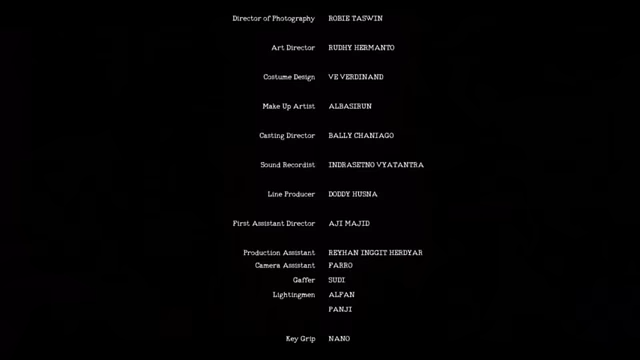 Director of Photography ROBIE TASWIN
Art Director RUDHY HERMANTO
Costume Design VE VERDINAND
Make Up Artist ALBASIRUN
Casting Director BALLY CHANIAGO
Sound Recordist INDRASETNO VYATANTRA
Line Producer DODDY HUSNA
First Assistant Director AJI MAJID
Production Assistant REYHAN INGGIT HERDYAR
Camera Assistant FARRO
Gaffer SUDI
Lightingmen ALFAN
PANJI
Key Grip NANO